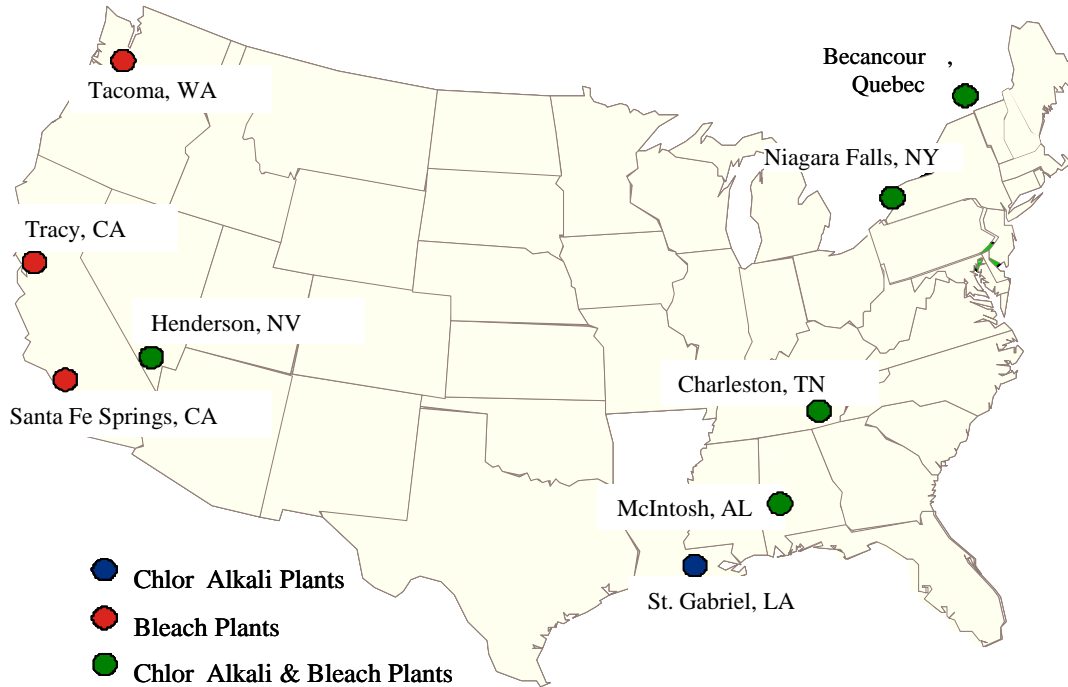 Tacoma, WA
Becancour ,
Quebec
Niagara Falls, NY
Tracy, CA
Henderson, NV
Santa Fe Springs, CA
Charleston, TN
McIntosh, AL
St. Gabriel, LA
Chlor Alkali Plants
Bleach Plants
Chlor Alkali & Bleach Plants